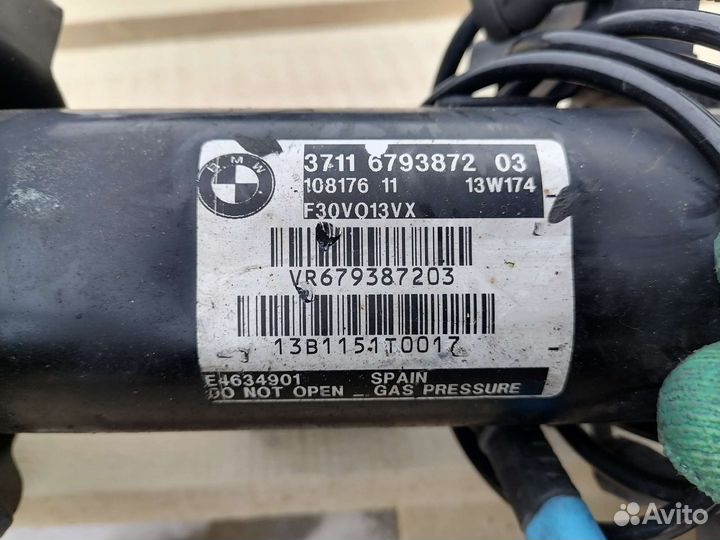 BMW
3711 6793872 03
108176 11 13W174
F30VO13VX
VR679387203
13B1151T0017
E4634901 SPAIN
DO NOT OPEN _ GAS PRESSURE
Avito